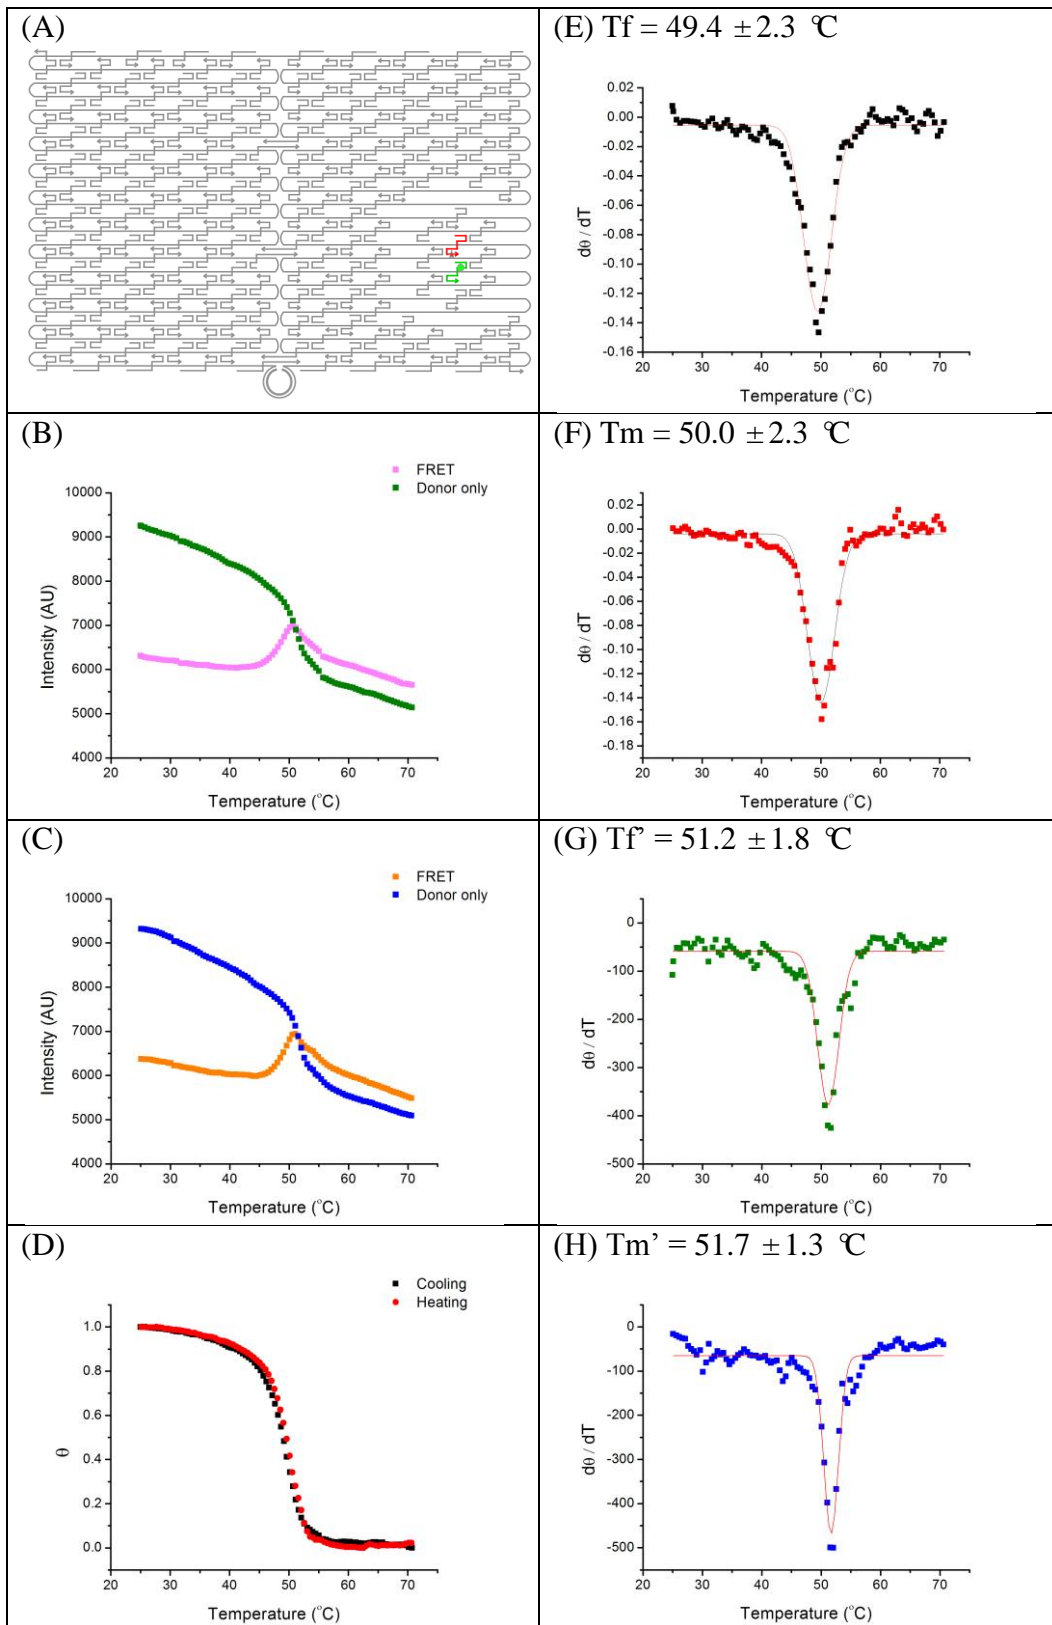 (A)
(E) Tf = 49.4 ± 2.3 ℃
0.02
0.00
-0.02
-0.04
-0.06
-0.08
-0.10
-0.12
-0.14
-0.16
dθ / dT
20 30 40 50 60 70
Temperature (°C)
(B)
FRET
Donor only
10000
9000
8000
7000
6000
5000
4000
Intensity (AU)
20 30 40 50 60 70
Temperature (°C)
(F) Tm = 50.0 ± 2.3 ℃
0.02
0.00
-0.02
-0.04
-0.06
-0.08
-0.10
-0.12
-0.14
-0.16
-0.18
dθ / dT
20 30 40 50 60 70
Temperature (°C)
(C)
FRET
Donor only
10000
9000
8000
7000
6000
5000
4000
Intensity (AU)
20 30 40 50 60 70
Temperature (°C)
(G) Tf’ = 51.2 ± 1.8 ℃
0
-100
-200
-300
-400
-500
dθ / dT
20 30 40 50 60 70
Temperature (°C)
(D)
Cooling
Heating
1.0
0.8
0.6
0.4
0.2
0.0
θ
20 30 40 50 60 70
Temperature (°C)
(H) Tm’ = 51.7 ± 1.3 ℃
0
-100
-200
-300
-400
-500
dθ / dT
20 30 40 50 60 70
Temperature (°C)